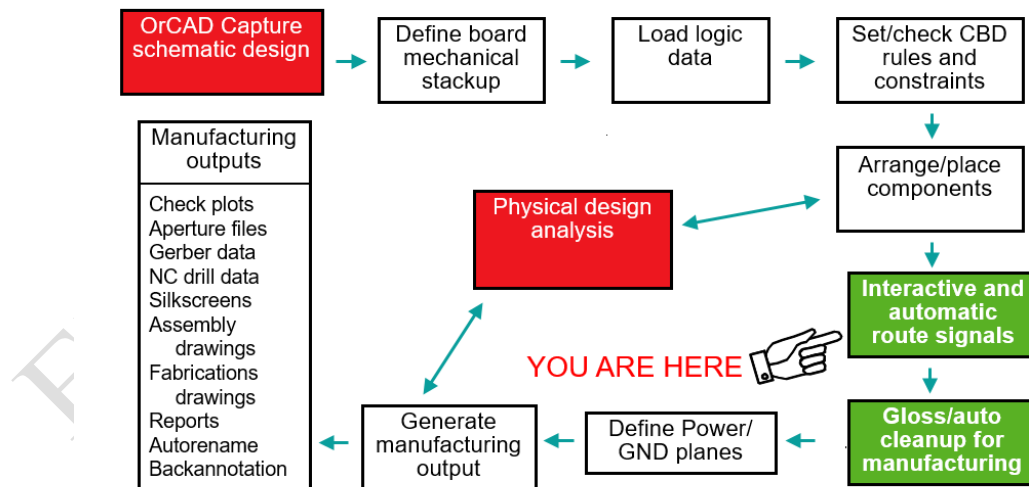 OrCAD Capture
schematic design
Define board
mechanical
stackup
Load logic
data
Set/check CBD
rules and
constraints
Arrange/place
components
Physical design
analysis
Interactive and
automatic
route signals
YOU ARE HERE
Gloss/auto
cleanup for
manufacturing
Define Power/
GND planes
Generate
manufacturing
output
Manufacturing
outputs
Check plots
Aperture files
Gerber data
NC drill data
Silkscreens
Assembly
drawings
Fabrications
drawings
Reports
Autorename
Backannotation